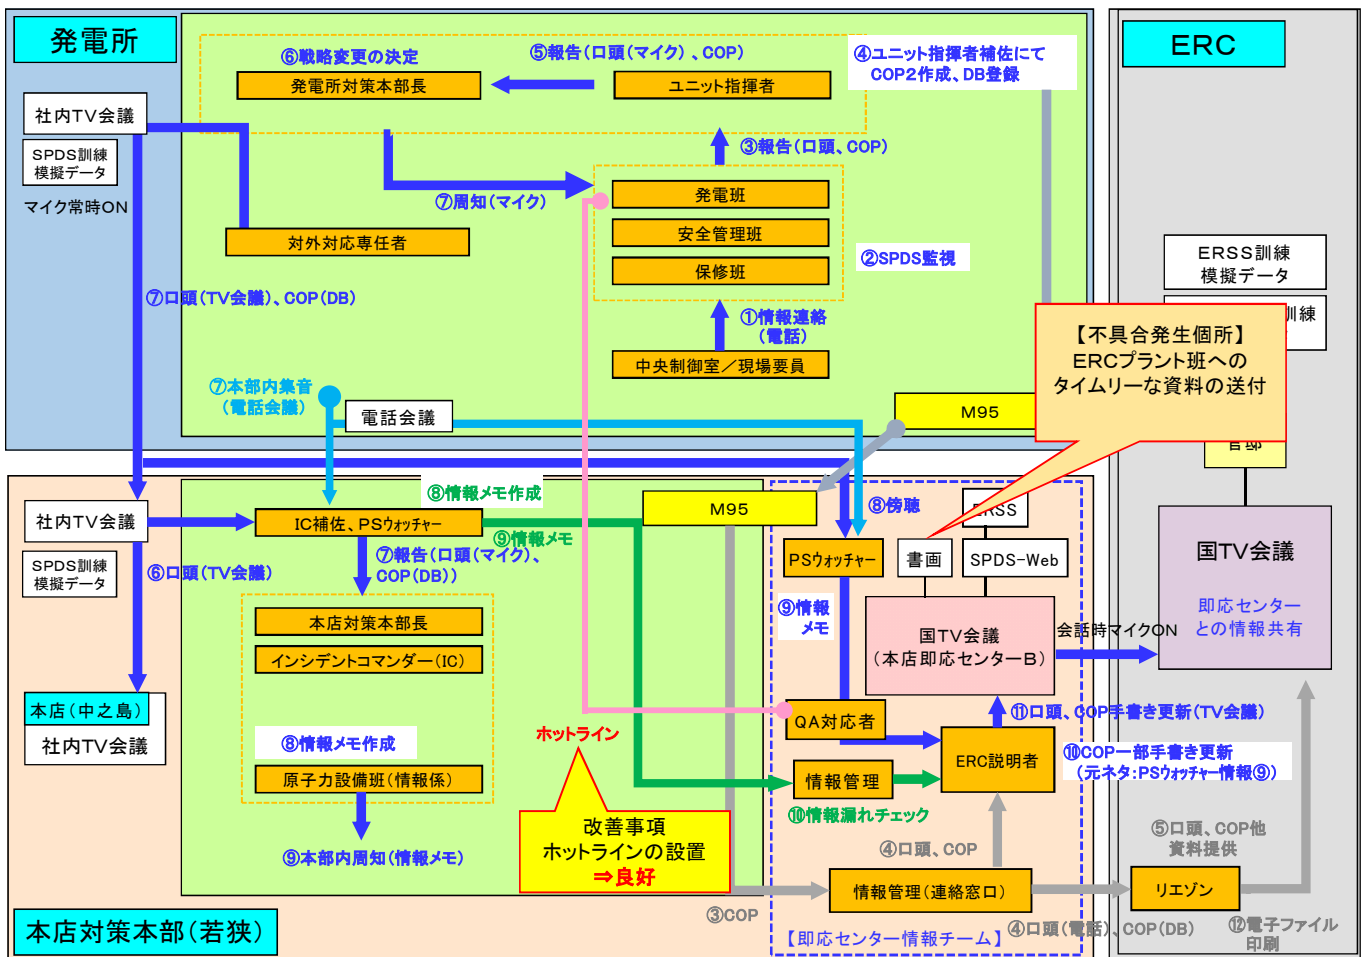 発電所
社内TV会議
SPDS訓練
模擬データ
マイク常時ON
⑥戦略変更の決定
発電所対策本部長
⑤報告(口頭(マイク)、COP)
ユニット指揮者
④ユニット指揮者補佐にて
COP2作成、DB登録
③報告(口頭、COP)
⑦周知(マイク)
発電班
安全管理班
保修班
②SPDS監視
対外対応専任者
⑦口頭(TV会議)、COP(DB)
①情報連絡
(電話)
中央制御室/現場要員
⑦本部内集音
(電話会議)
電話会議
M95
ERC
ERSS訓練
模擬データ
訓練
【不具合発生個所】
ERCプラント班への
タイムリーな資料の送付
官邸
国TV会議
即応センター
との情報共有
社内TV会議
SPDS訓練
模擬データ
⑥口頭(TV会議)
本店(中之島)
社内TV会議
⑧情報メモ作成
IC補佐、PSウォッチャー
⑨情報メモ
⑦報告(口頭(マイク)、
COP(DB))
本店対策本部長
インシデントコマンダー(IC)
⑧情報メモ作成
原子力設備班(情報係)
⑨本部内周知(情報メモ)
M95
⑧傍聴
ERSS
PSウォッチャー
書画
SPDS-Web
⑨情報
メモ
国TV会議
(本店即応センターB)
会話時マイクON
QA対応者
⑪口頭、COP手書き更新(TV会議)
ERC説明者
⑩COP一部手書き更新
(元ネタ:PSウォッチャー情報⑨)
情報管理
⑩情報漏れチェック
ホットライン
改善事項
ホットラインの設置
⇒良好
④口頭、COP
情報管理(連絡窓口)
③COP
④口頭(電話)、COP(DB)
【即応センター情報チーム】
⑤口頭、COP他
資料提供
リエゾン
⑫電子ファイル
印刷
本店対策本部(若狭)